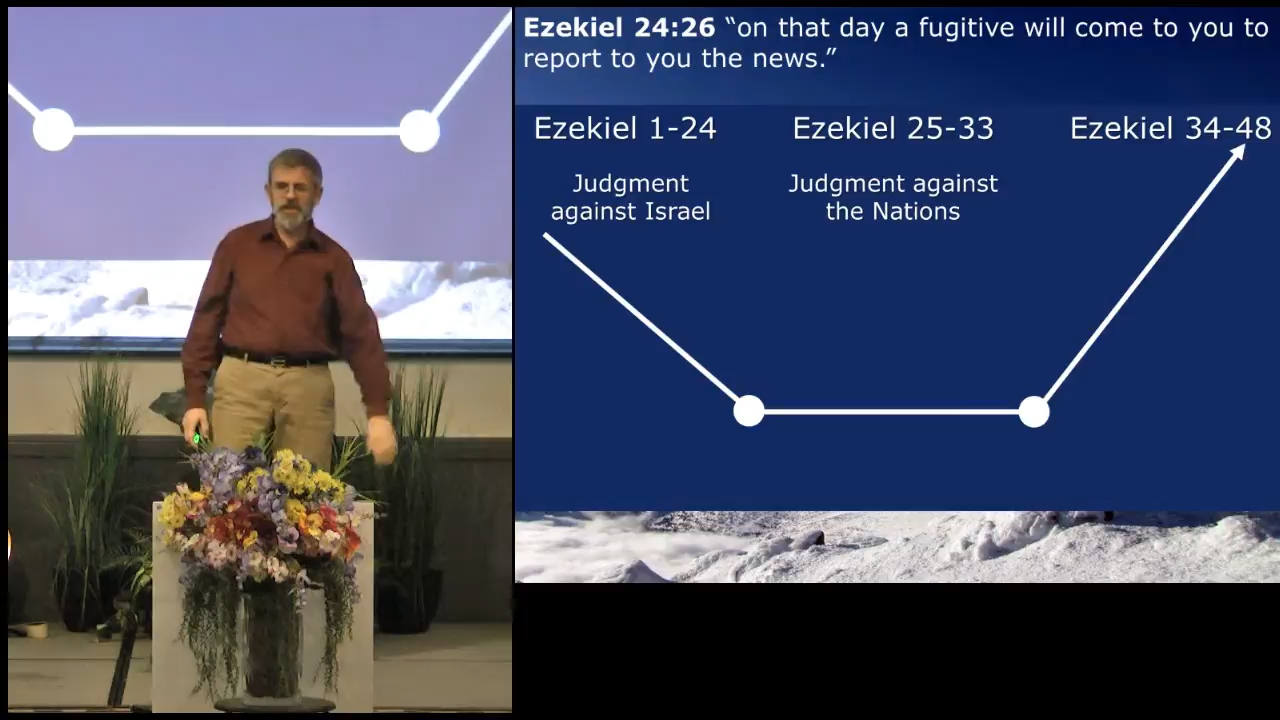 Ezekiel 24:26 “on that day a fugitive will come to you to
report to you the news.”
Ezekiel 1-24
Judgment
against Israel
Ezekiel 25-33
Judgment against
the Nations
Ezekiel 34-48